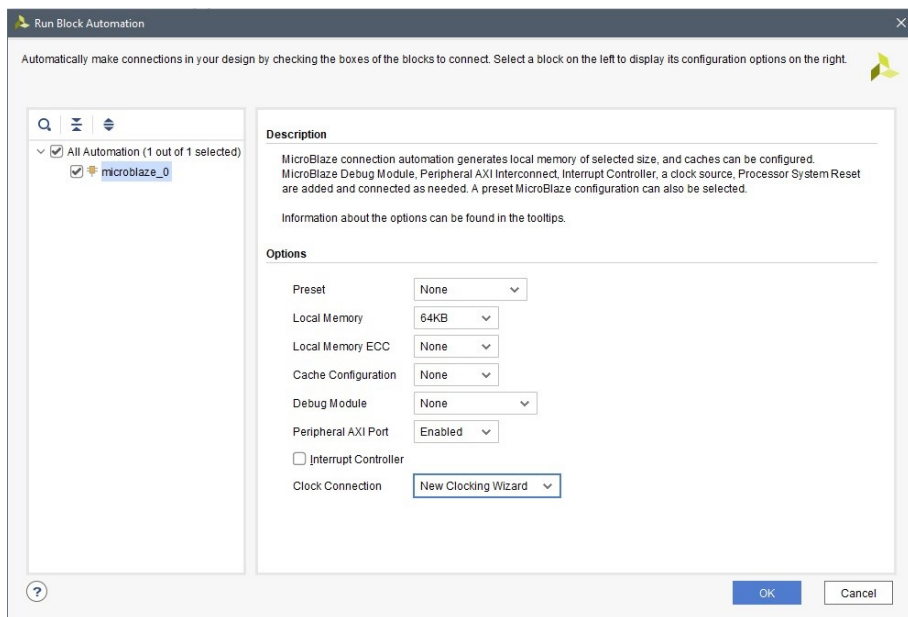 Run Block Automation
Automatically make connections in your design by checking the boxes of the blocks to connect. Select a block on the left to display its configuration options on the right.
All Automation (1 out of 1 selected)
microblaze_0
Description
MicroBlaze connection automation generates local memory of selected size, and caches can be configured.
MicroBlaze Debug Module, Peripheral AXI Interconnect, Interrupt Controller, a clock source, Processor System Reset
are added and connected as needed. A preset MicroBlaze configuration can also be selected.
Information about the options can be found in the tooltips.
Options
Preset None
Local Memory 64KB
Local Memory ECC None
Cache Configuration None
Debug Module None
Peripheral AXI Port Enabled
Interrupt Controller
Clock Connection New Clocking Wizard
? OK Cancel